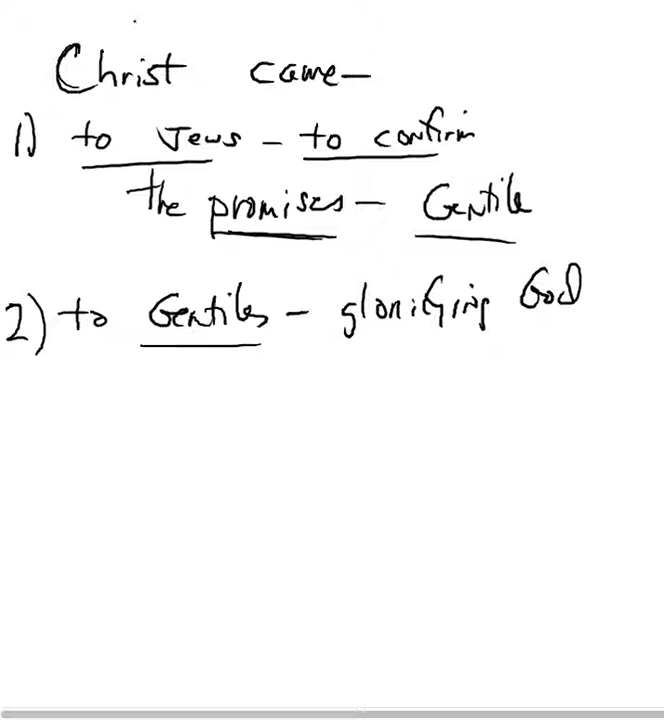 Christ came—
1) to Jews - to confirm
the promises - Gentile
2) to Gentiles - glorifying God